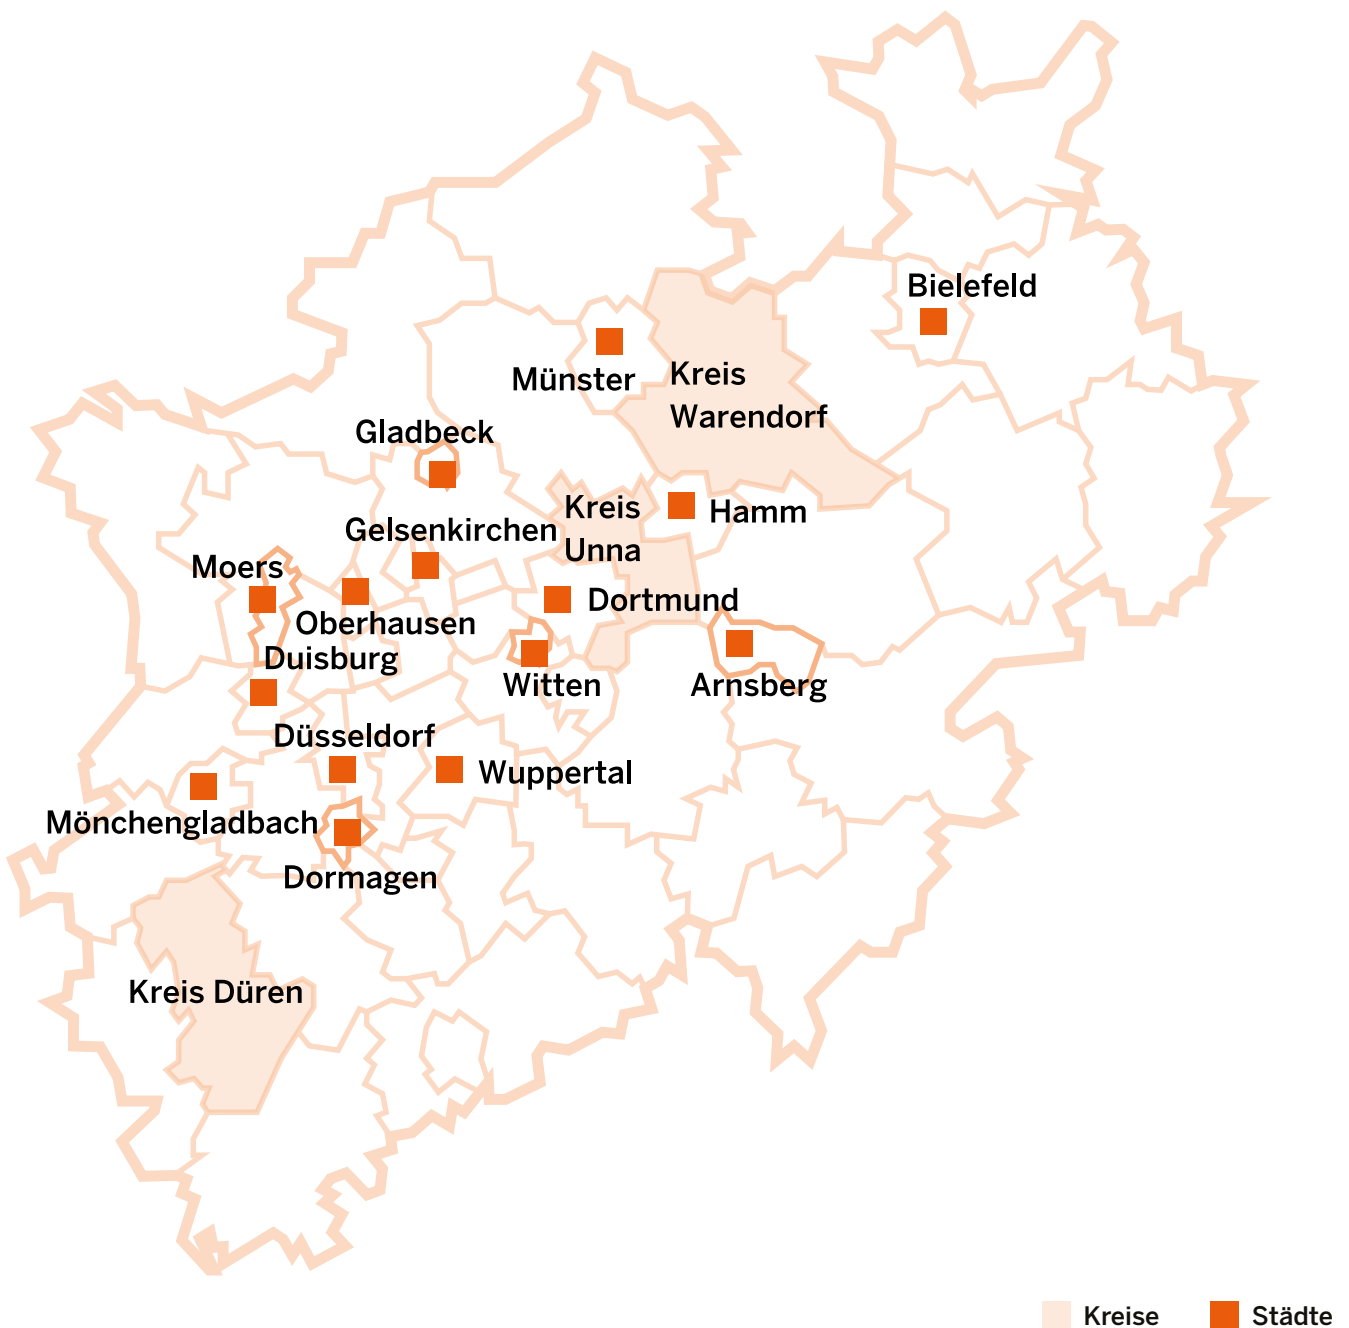 Bielefeld
Münster
Kreis
Warendorf
Gladbeck
Kreis
Unna
Hamm
Gelsenkirchen
Moers
Dortmund
Oberhausen
Duisburg
Witten
Arnsberg
Düsseldorf
Wuppertal
Mönchengladbach
Dormagen
Kreis Düren
Kreise
Städte